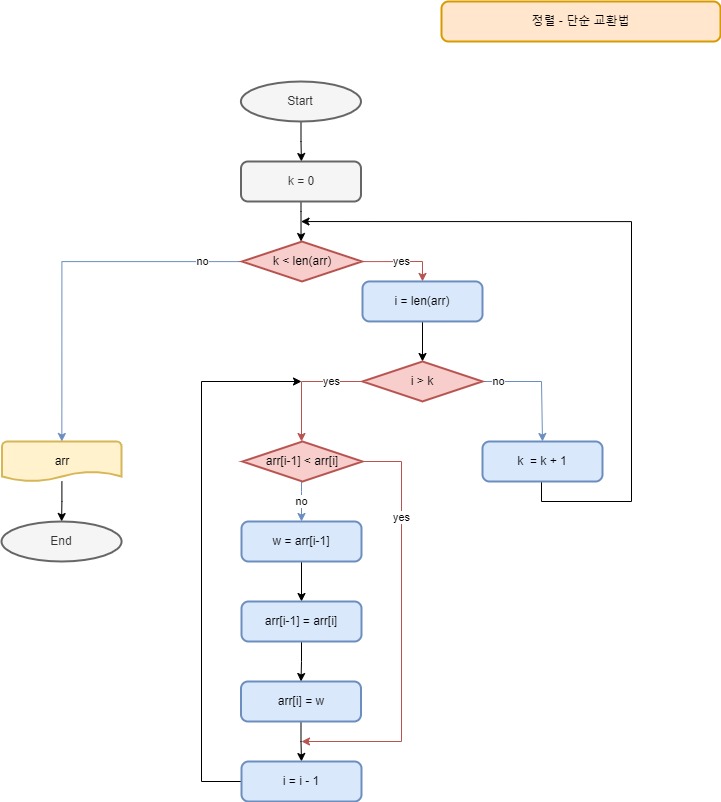 정렬 - 단순 교환법
Start
k = 0
k < len(arr)
no
yes
i = len(arr)
i > k
yes
no
arr[i-1] < arr[i]
arr
k  = k + 1
no
yes
End
w = arr[i-1]
arr[i-1] = arr[i]
arr[i] = w
i = i - 1